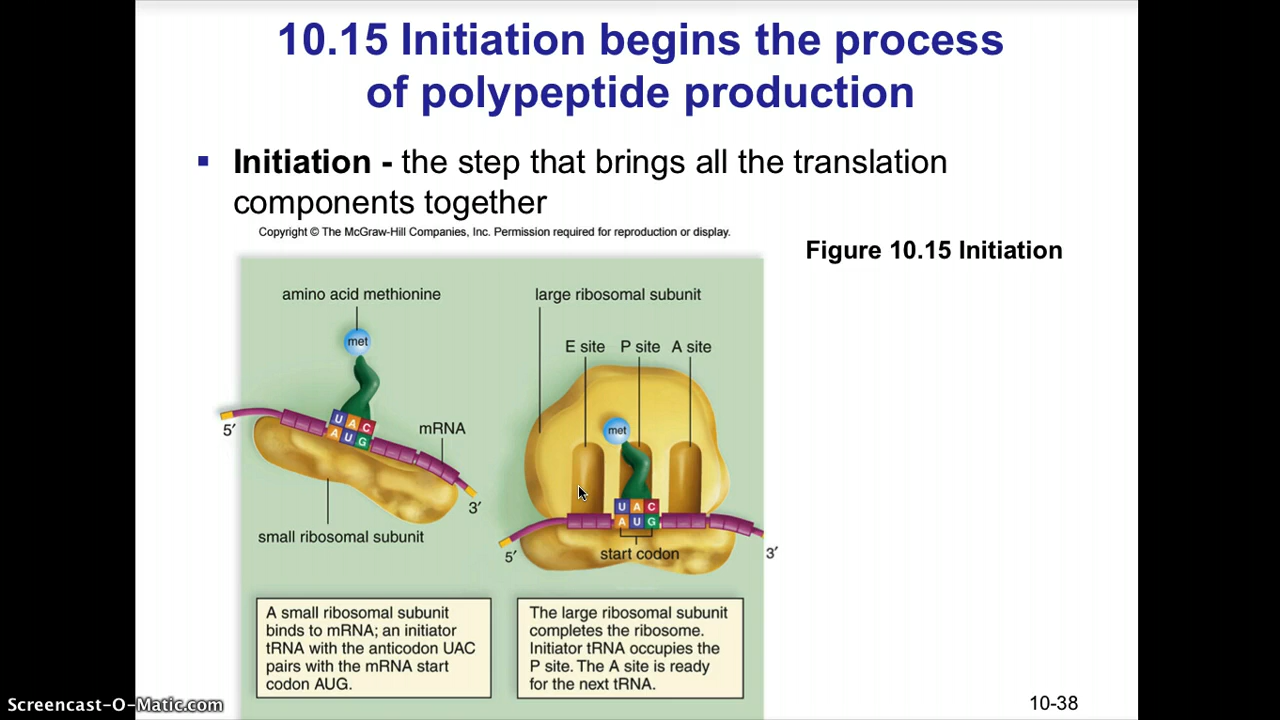 10.15 Initiation begins the process
of polypeptide production
▪ Initiation - the step that brings all the translation
components together
Copyright © The McGraw-Hill Companies, Inc. Permission required for reproduction or display.
Figure 10.15 Initiation
amino acid methionine
met
U A C
A U G
mRNA
5′
3′
small ribosomal subunit
large ribosomal subunit
E site P site A site
met
U A C
A U G
start codon
5′
3′
A small ribosomal subunit
binds to mRNA; an initiator
tRNA with the anticodon UAC
pairs with the mRNA start
codon AUG.
The large ribosomal subunit
completes the ribosome.
Initiator tRNA occupies the
P site. The A site is ready
for the next tRNA.
Screencast-O-Matic.com
10-38